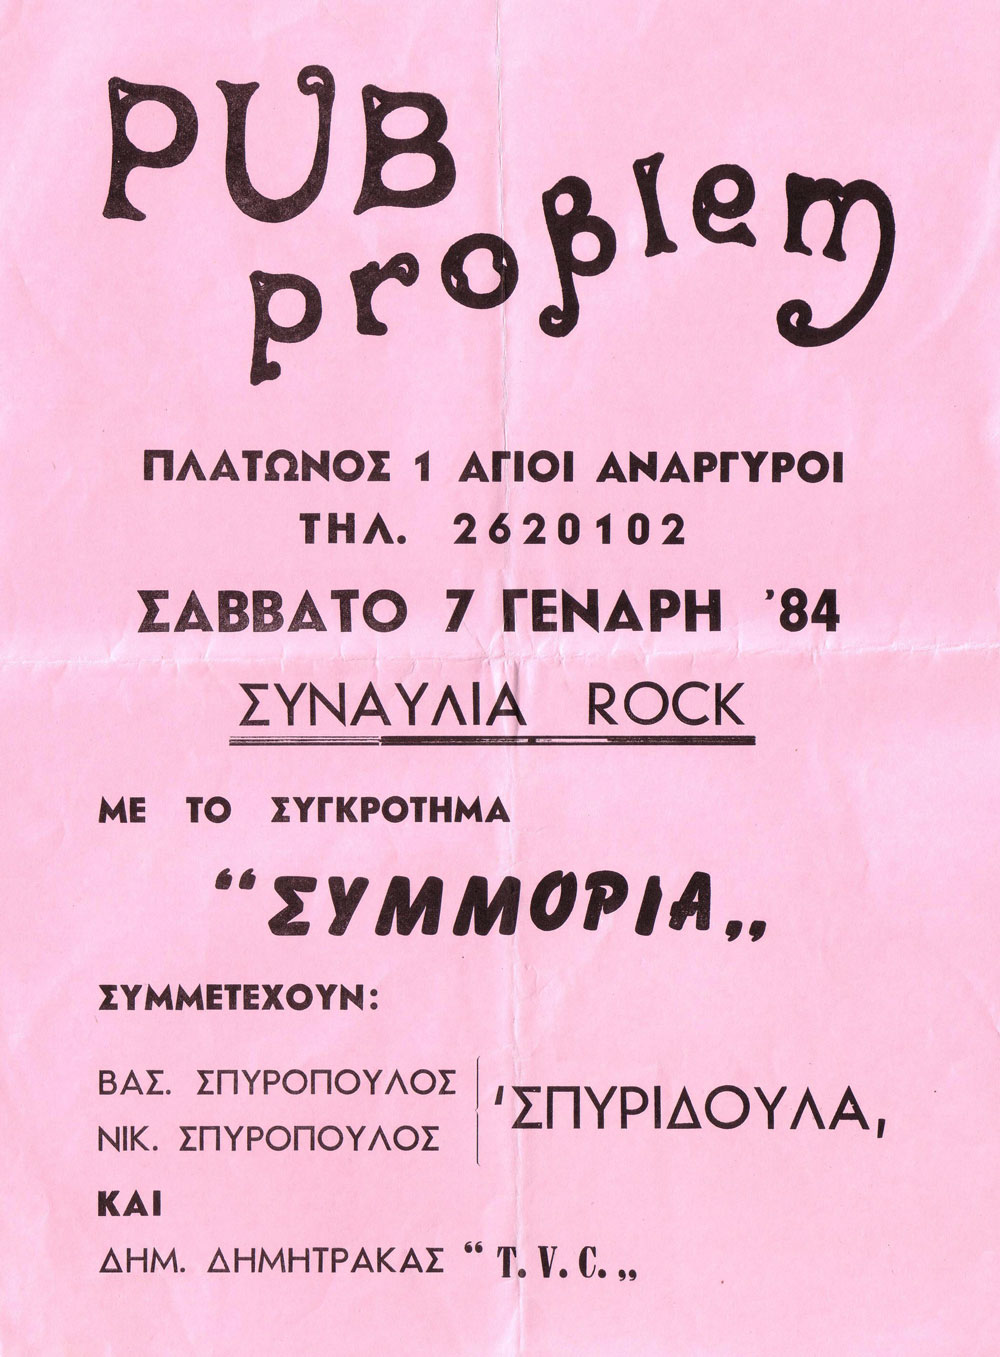 PUB
problem
ΠΛΑΤΩΝΟΣ 1 ΑΓΙΟΙ ΑΝΑΡΓΥΡΟΙ
ΤΗΛ. 2620102
ΣΑΒΒΑΤΟ 7 ΓΕΝΑΡΗ '84
ΣΥΝΑΥΛΙΑ ROCK
ΜΕ ΤΟ ΣΥΓΚΡΟΤΗΜΑ
“ΣΥΜΜΟΡΙΑ„
ΣΥΜΜΕΤΕΧΟΥΝ:
ΒΑΣ. ΣΠΥΡΟΠΟΥΛΟΣ
ΝΙΚ. ΣΠΥΡΟΠΟΥΛΟΣ
‘ΣΠΥΡΙΔΟΥΛΑ,
ΚΑΙ
ΔΗΜ. ΔΗΜΗΤΡΑΚΑΣ “ T. V. C. „